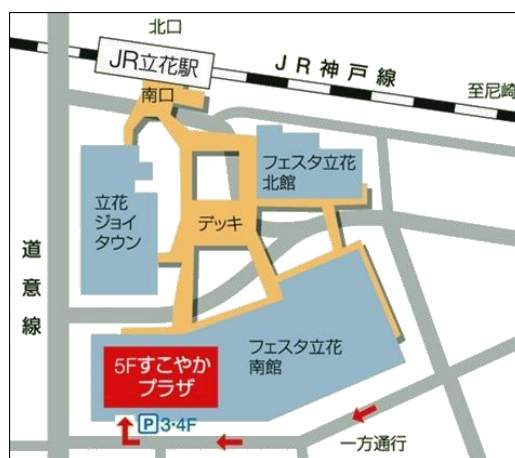 北口
JR立花駅
JR神戸線
至尼崎
南口
フェスタ立花
北館
立花
ジョイ
タウン
デッキ
道意線
フェスタ立花
南館
5Fすこやか
プラザ
P3・4F
一方通行